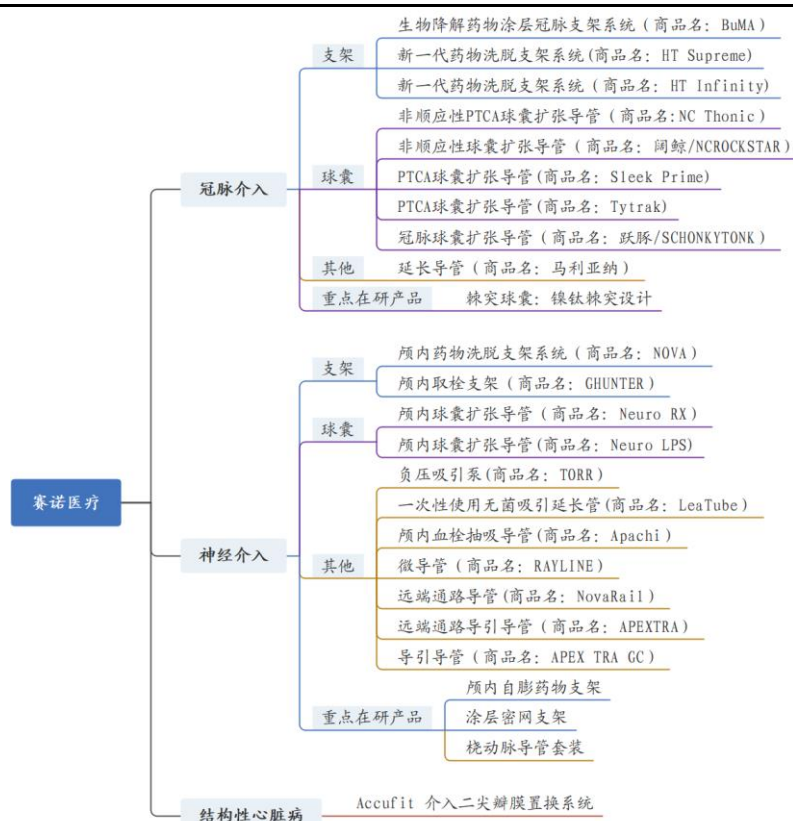 生物降解药物涂层冠脉支架系统（商品名：BuMA）
支架
新一代药物洗脱支架系统(商品名：HT Supreme)
新一代药物洗脱支架系统（商品名：HT Infinity)
非顺应性PTCA球囊扩张导管（商品名:NC Thonic）
非顺应性球囊扩张导管（商品名：闼鲸/NCROCKSTAR）
球囊
冠脉介入
PTCA球囊扩张导管(商品名：Sleek Prime)
PTCA球囊扩张导管(商品名：Tytrak)
冠脉球囊扩张导管（商品名：跃豚/SCHONKYTONK）
其他
延长导管（商品名：马利亚纳）
重点在研产品
棘突球囊：镍钛棘突设计
颅内药物洗脱支架系统（商品名：NOVA）
支架
颅内取栓支架（商品名：GHUNTER）
颅内球囊扩张导管（商品名：Neuro RX）
球囊
颅内球囊扩张导管(商品名：Neuro LPS)
负压吸引泵(商品名：TORR）
赛诺医疗
一次性使用无菌吸引延长管(商品名：LeaTube）
颅内血栓抽吸导管（商品名：Apachi）
神经介入
其他
微导管（商品名：RAYLINE）
远端通路导管(商品名：NovaRail）
远端通路导引导管（商品名：APEXTRA）
导引导管（商品名：APEX TRA GC）
颅内自膨药物支架
重点在研产品
涂层密网支架
桡动脉导管套装
Accufit 介入二尖瓣膜置换系统
结构性心脏病